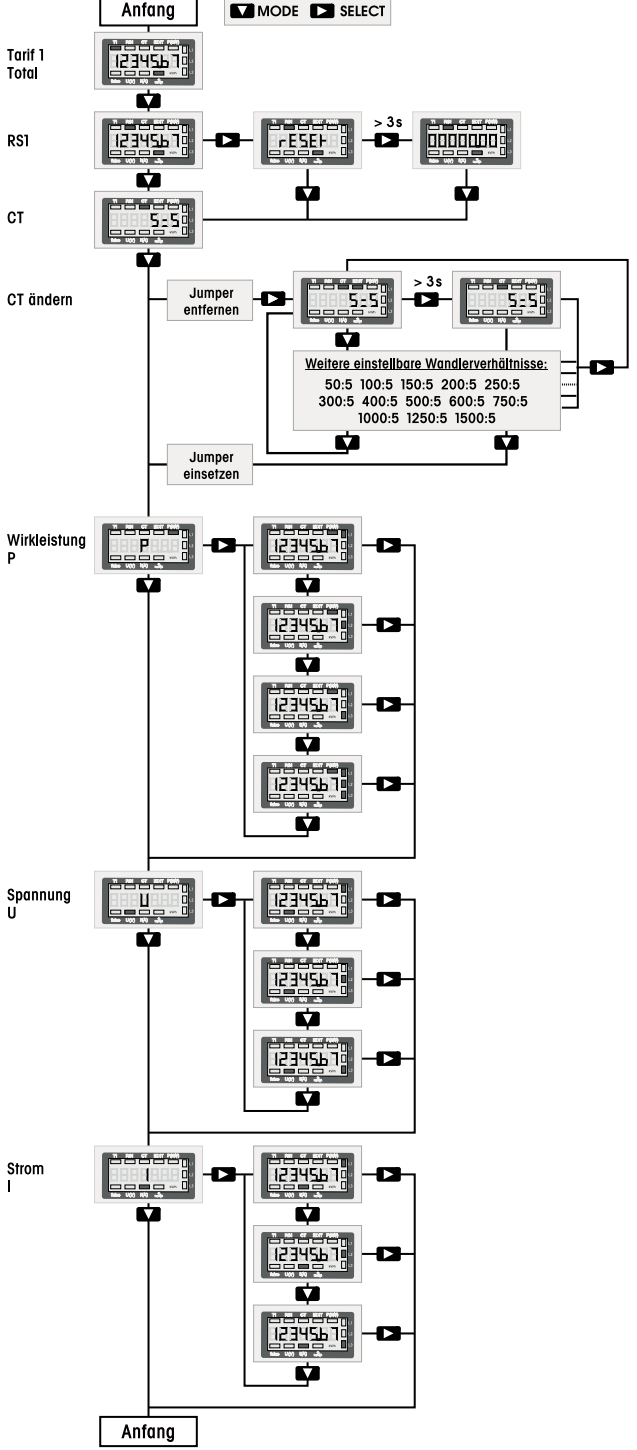 Anfang
MODE SELECT
Tarif 1
Total
1234567
RS1
1234567
rESEt
> 3s
0000000
CT
5:5
CT ändern
Jumper
entfernen
5:5
> 3s
5:5
Weitere einstellbare Wandlerverhältnisse:
50:5 100:5 150:5 200:5 250:5
300:5 400:5 500:5 600:5 750:5
1000:5 1250:5 1500:5
Jumper
einsetzen
Wirkleistung
P
P
1234567
1234567
1234567
1234567
Spannung
U
U
1234567
1234567
1234567
Strom
I
I
1234567
1234567
1234567
Anfang